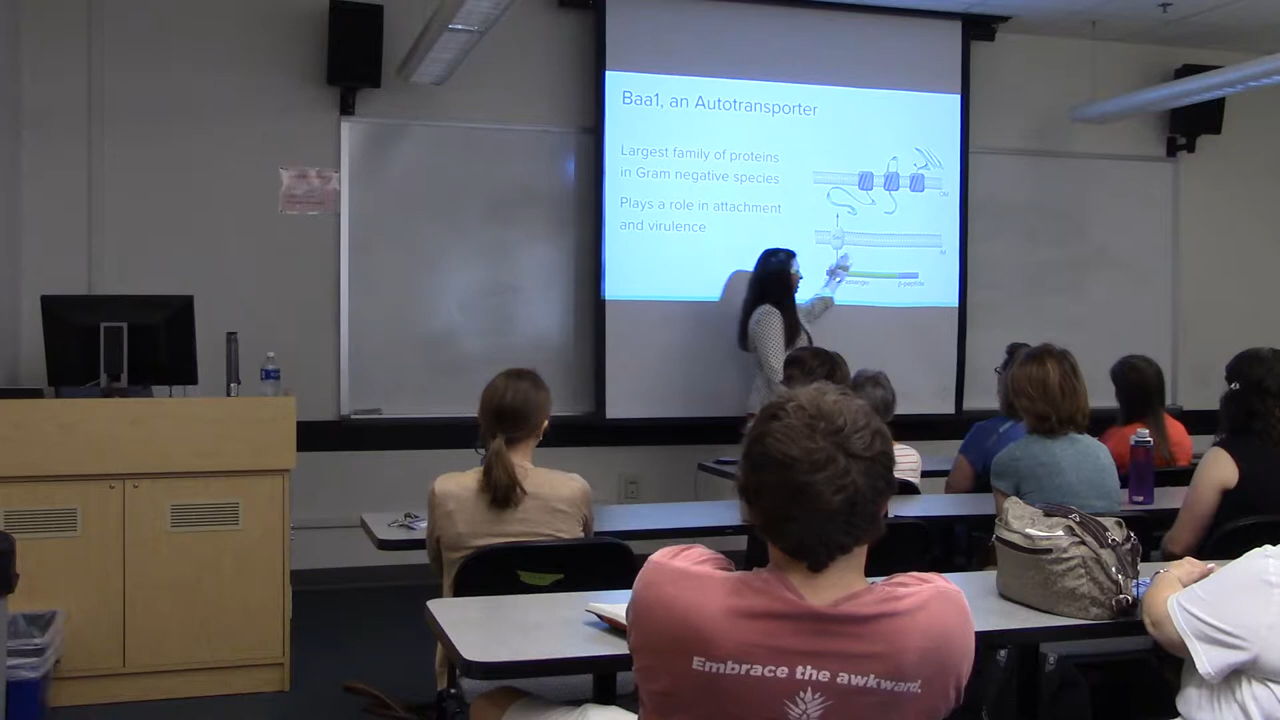 Baa1, an Autotransporter
Largest family of proteins
in Gram negative species
Plays a role in attachment
and virulence
OM
β-peptide
Embrace the awkward.